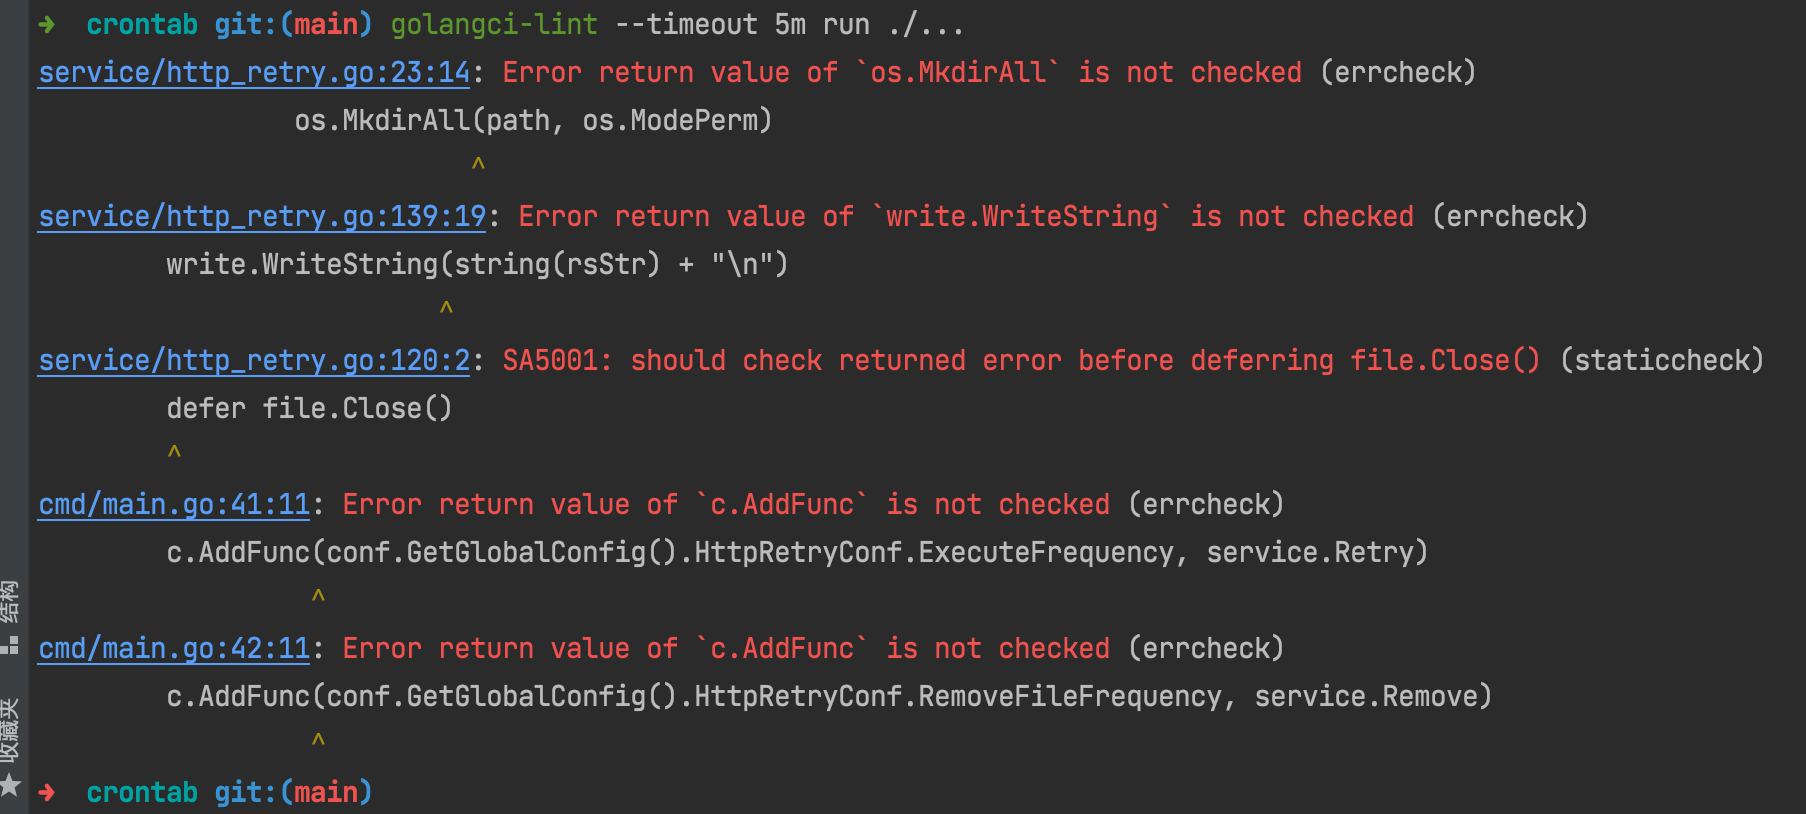 ➜  crontab git:(main) golangci-lint --timeout 5m run ./...
service/http_retry.go:23:14: Error return value of `os.MkdirAll` is not checked (errcheck)
os.MkdirAll(path, os.ModePerm)
^
service/http_retry.go:139:19: Error return value of `write.WriteString` is not checked (errcheck)
write.WriteString(string(rsStr) + "\n")
^
service/http_retry.go:120:2: SA5001: should check returned error before deferring file.Close() (staticcheck)
defer file.Close()
^
cmd/main.go:41:11: Error return value of `c.AddFunc` is not checked (errcheck)
c.AddFunc(conf.GetGlobalConfig().HttpRetryConf.ExecuteFrequency, service.Retry)
^
cmd/main.go:42:11: Error return value of `c.AddFunc` is not checked (errcheck)
c.AddFunc(conf.GetGlobalConfig().HttpRetryConf.RemoveFileFrequency, service.Remove)
^
➜  crontab git:(main)
结构
收藏夹